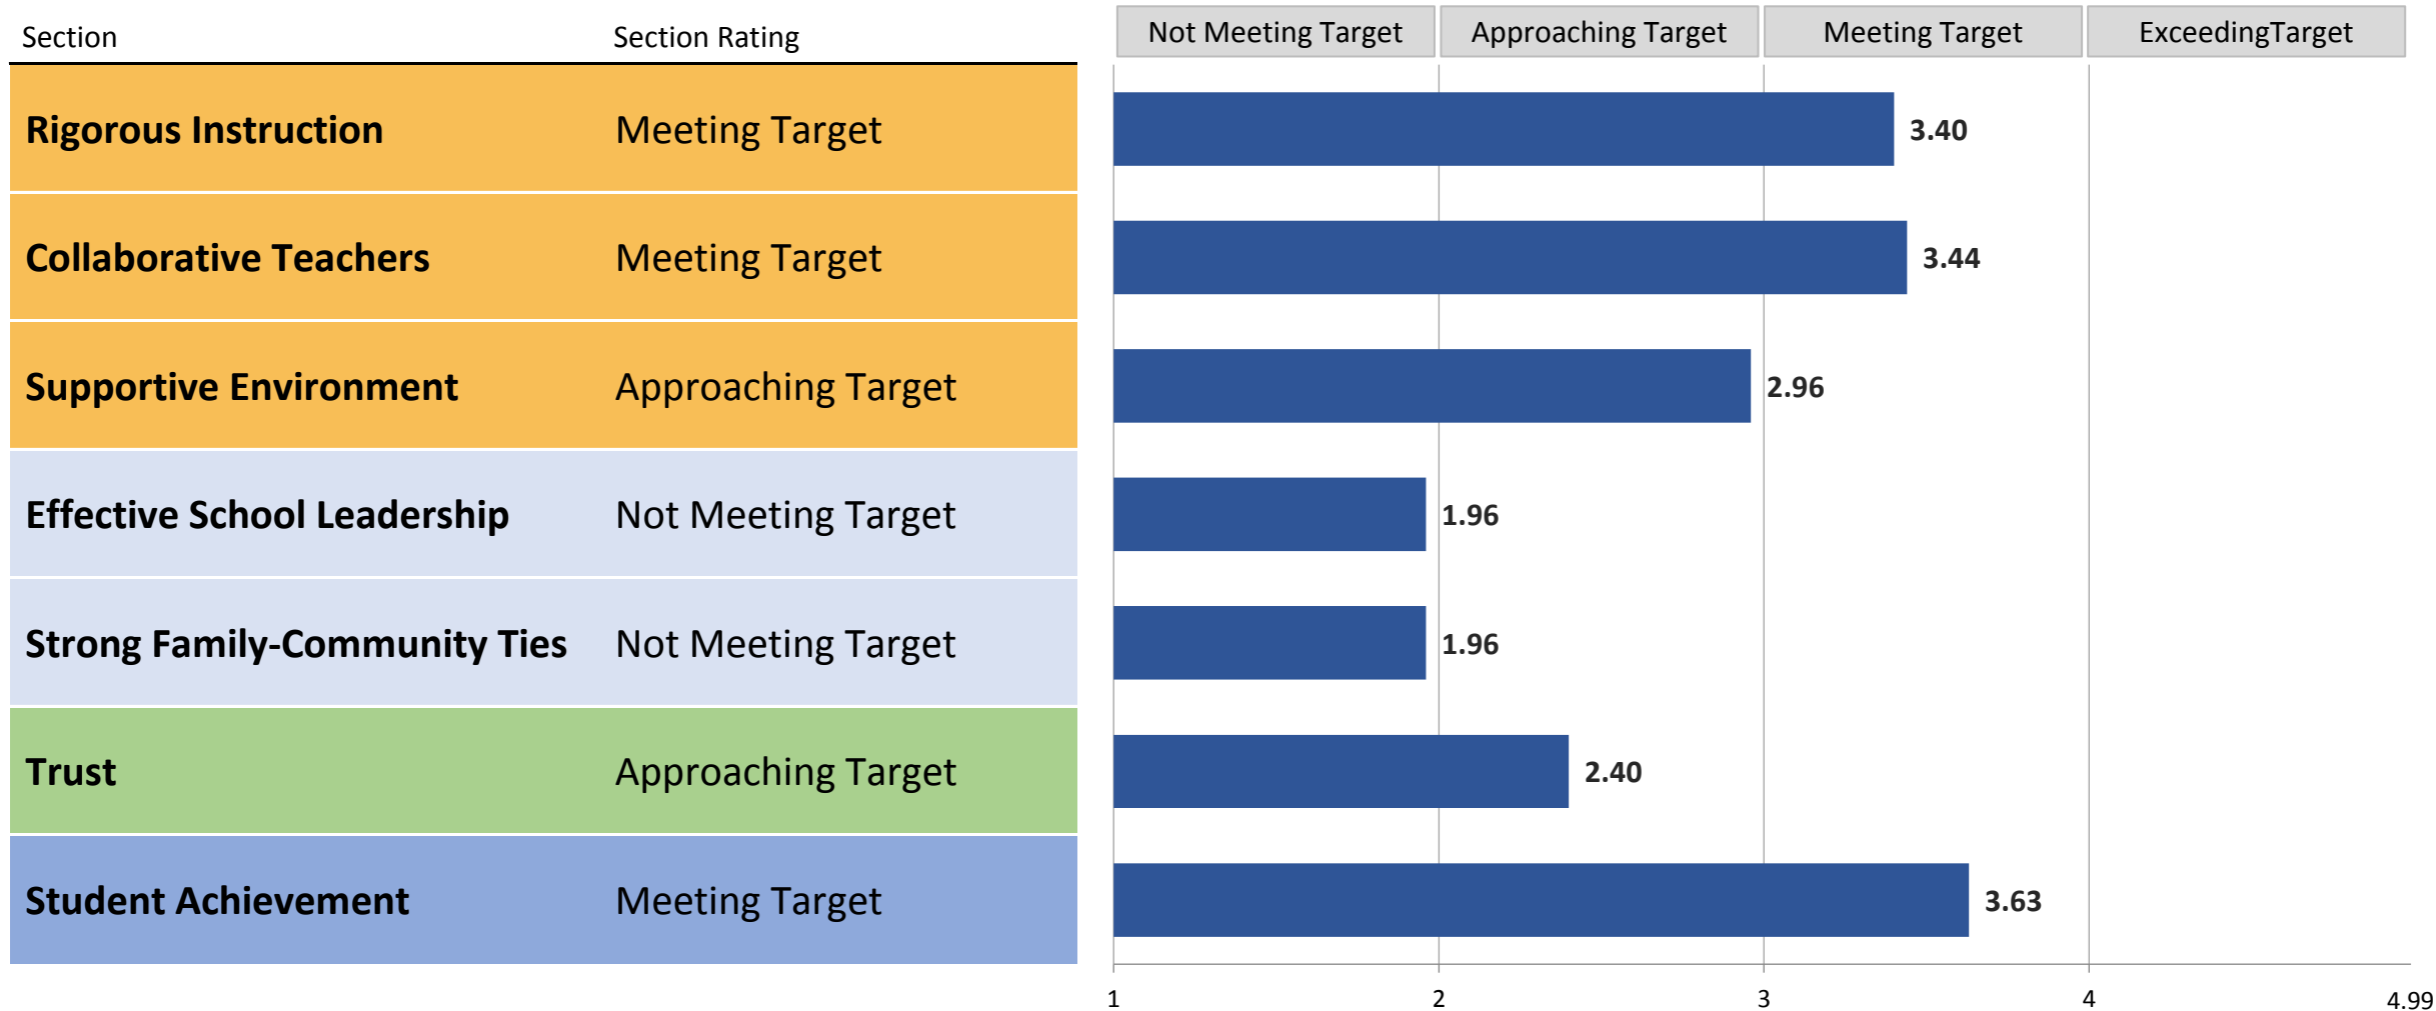 Section Section Rating Not Meeting Target Approaching Target Meeting Target ExceedingTarget
Rigorous Instruction Meeting Target 3.40
Collaborative Teachers Meeting Target 3.44
Supportive Environment Approaching Target 2.96
Effective School Leadership Not Meeting Target 1.96
Strong Family-Community Ties Not Meeting Target 1.96
Trust Approaching Target 2.40
Student Achievement Meeting Target 3.63
1 2 3 4 4.99